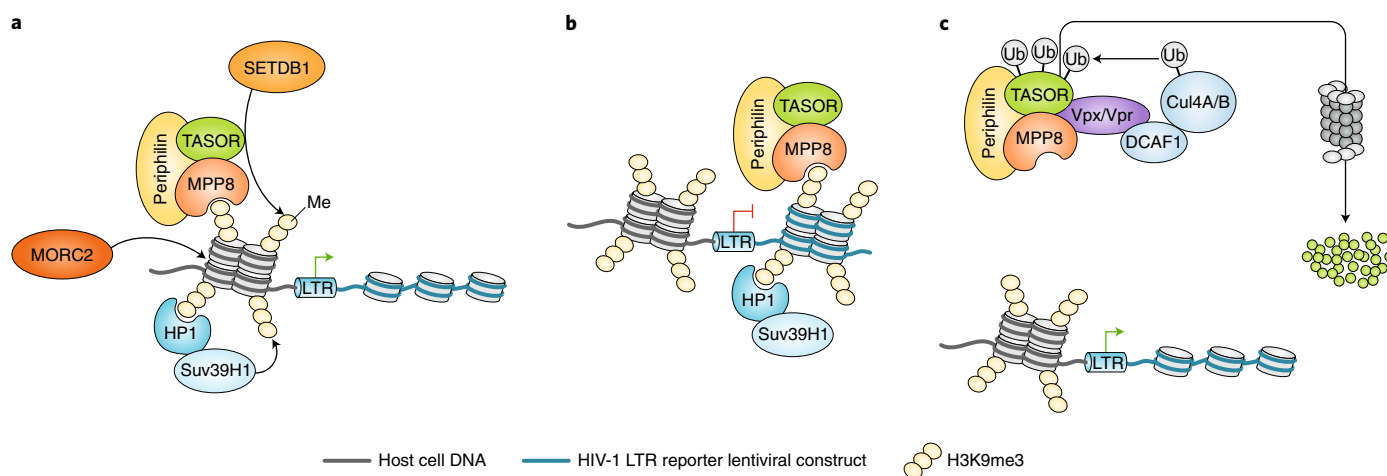 a
SETDB1
Periphilin
TASOR
MPP8
Me
MORC2
LTR
HP1
Suv39H1
b
Periphilin
TASOR
MPP8
LTR
HP1
Suv39H1
c
Ub
Ub
Ub
Ub
Periphilin
TASOR
Vpx/Vpr
Cul4A/B
MPP8
DCAF1
LTR
Host cell DNA
HIV-1 LTR reporter lentiviral construct
H3K9me3